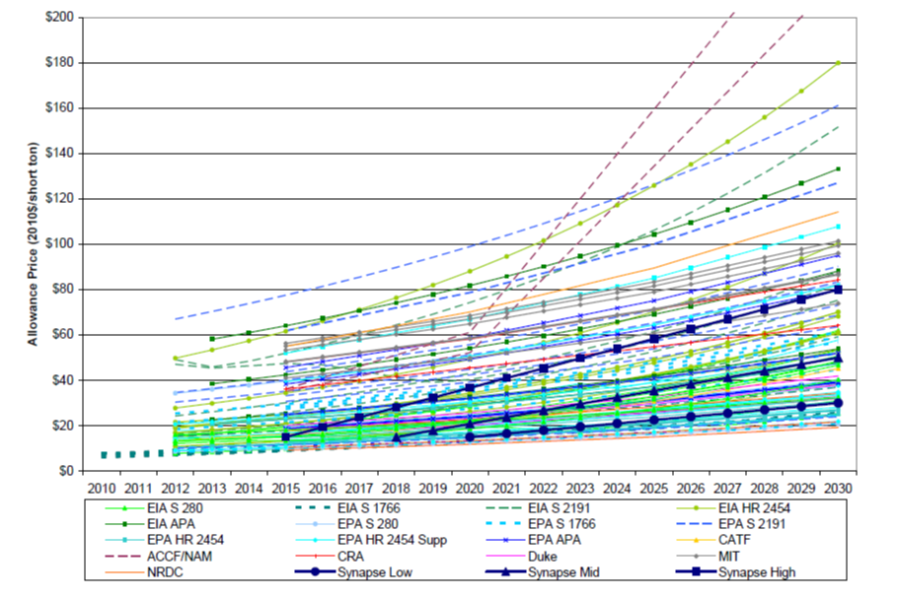 Allowance Price (2010$/short ton)
$200
$180
$160
$140
$120
$100
$80
$60
$40
$20
$0
2010 2011 2012 2013 2014 2015 2016 2017 2018 2019 2020 2021 2022 2023 2024 2025 2026 2027 2028 2029 2030
EIA S 280 EIA S 1766 EIA S 2191 EIA HR 2454
EIA APA EPA S 280 EPA S 1766 EPA S 2191
EPA HR 2454 EPA HR 2454 Supp EPA APA CATF
ACCF/NAM CRA Duke MIT
NRDC Synapse Low Synapse Mid Synapse High